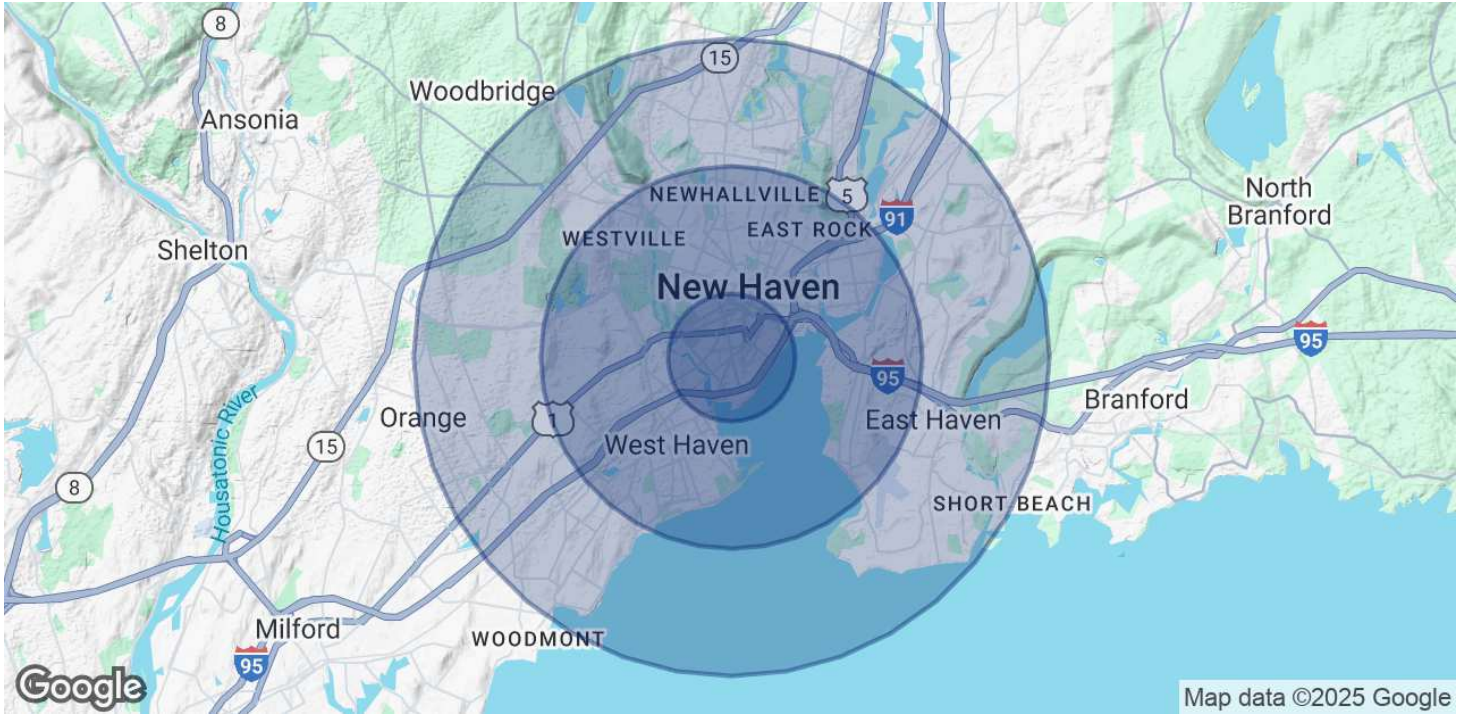 8
15
Woodbridge
Ansonia
NEWHALLVILLE
5
North
Branford
91
EAST ROCK
WESTVILLE
Shelton
New Haven
95
95
Branford
Housatonic River
Orange
1
East Haven
West Haven
15
8
SHORT BEACH
Milford
WOODMONT
95
Google
Map data ©2025 Google